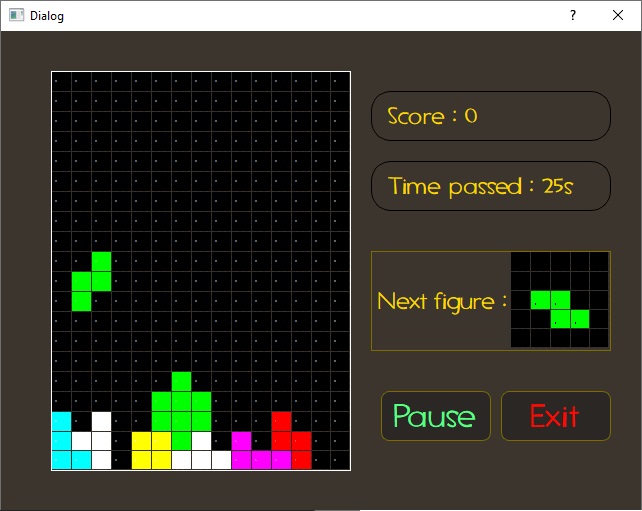 Dialog
Score : 0
Time passed : 25s
Next figure :
Pause
Exit